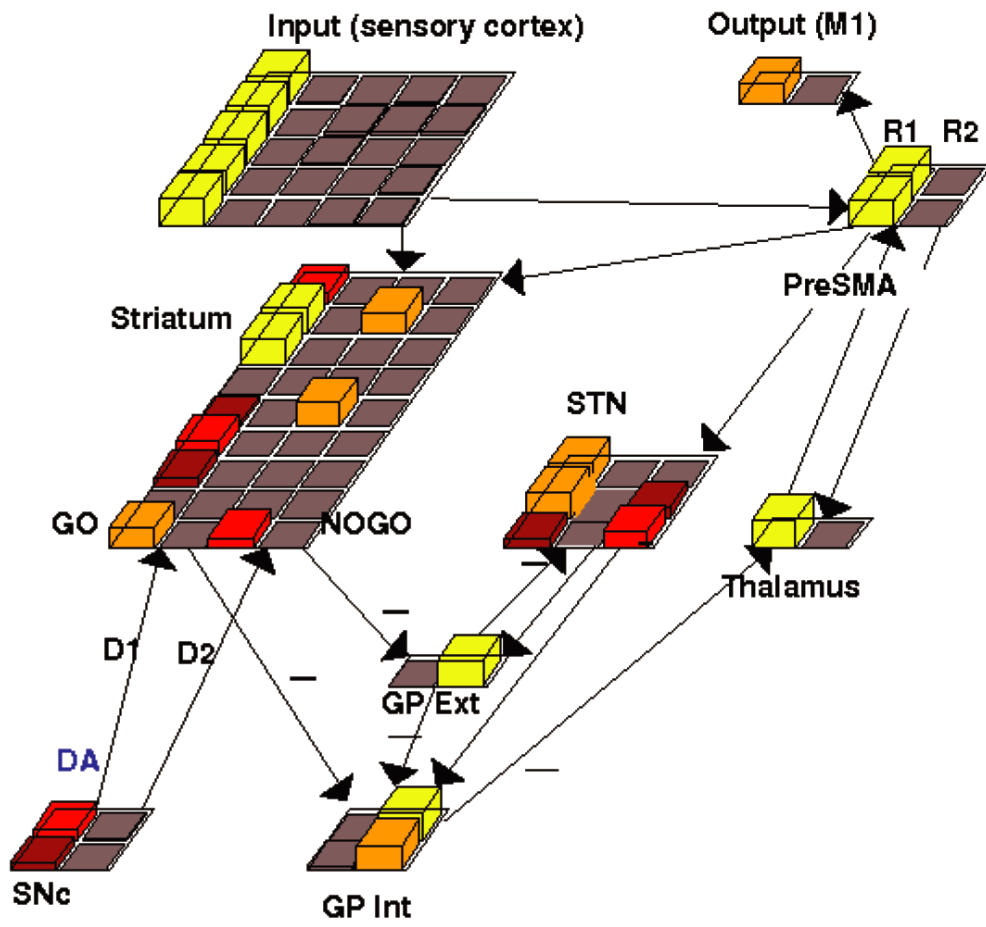 Input (sensory cortex)
Output (M1)
R1 R2
PreSMA
Striatum
STN
GO
NOGO
Thalamus
D1
D2
GP Ext
DA
SNc
GP Int